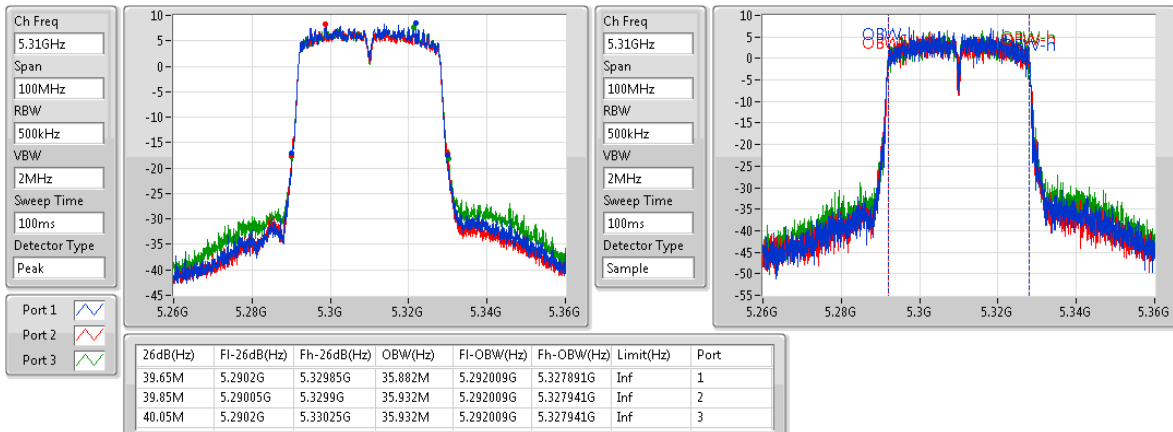 Ch Freq
5.31GHz
Span
100MHz
RBW
500kHz
VBW
2MHz
Sweep Time
100ms
Detector Type
Peak
10
5
0
-5
-10
-15
-20
-25
-30
-35
-40
-45
5.26G 5.28G 5.3G 5.32G 5.34G 5.36G
Ch Freq
5.31GHz
Span
100MHz
RBW
500kHz
VBW
2MHz
Sweep Time
100ms
Detector Type
Sample
10
5
0
-5
-10
-15
-20
-25
-30
-35
-40
-45
-50
-55
5.26G 5.28G 5.3G 5.32G 5.34G 5.36G
Port 1
Port 2
Port 3
26dB(Hz) Fl-26dB(Hz) Fh-26dB(Hz) OBW(Hz) Fl-OBW(Hz) Fh-OBW(Hz) Limit(Hz) Port
39.65M 5.2902G 5.32985G 35.882M 5.292009G 5.327891G Inf 1
39.85M 5.29005G 5.3299G 35.932M 5.292009G 5.327941G Inf 2
40.05M 5.2902G 5.33025G 35.932M 5.292009G 5.327941G Inf 3